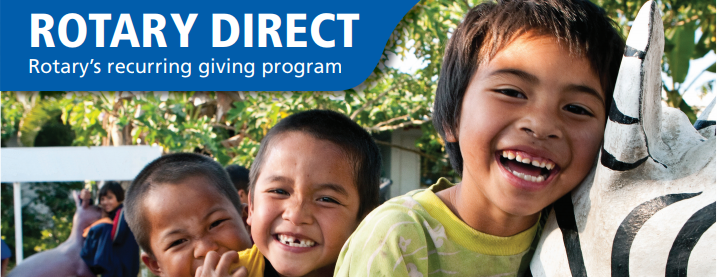 ROTARY DIRECT
Rotary's recurring giving program